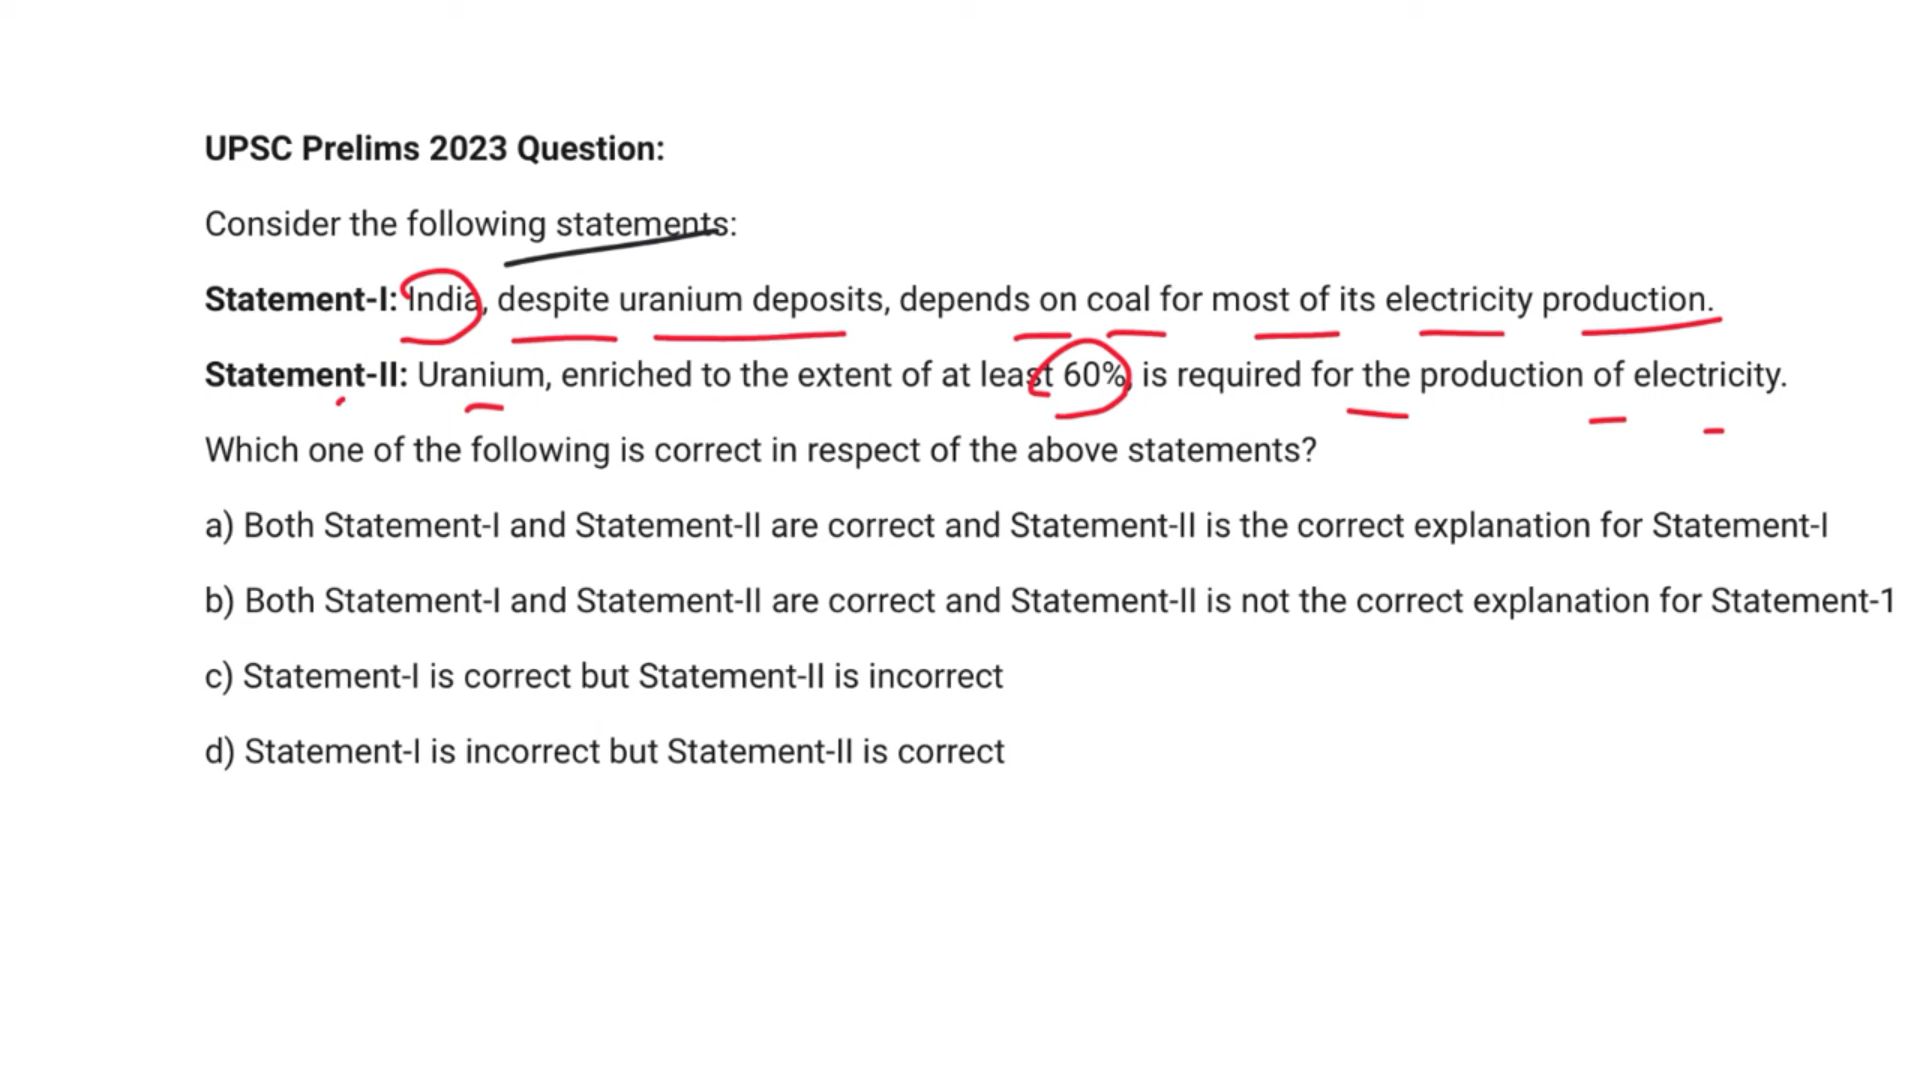 UPSC Prelims 2023 Question:
Consider the following statements:
Statement-I: India, despite uranium deposits, depends on coal for most of its electricity production.
Statement-II: Uranium, enriched to the extent of at least 60%, is required for the production of electricity.
Which one of the following is correct in respect of the above statements?
a) Both Statement-I and Statement-II are correct and Statement-II is the correct explanation for Statement-I
b) Both Statement-I and Statement-II are correct and Statement-II is not the correct explanation for Statement-1
c) Statement-I is correct but Statement-II is incorrect
d) Statement-I is incorrect but Statement-II is correct